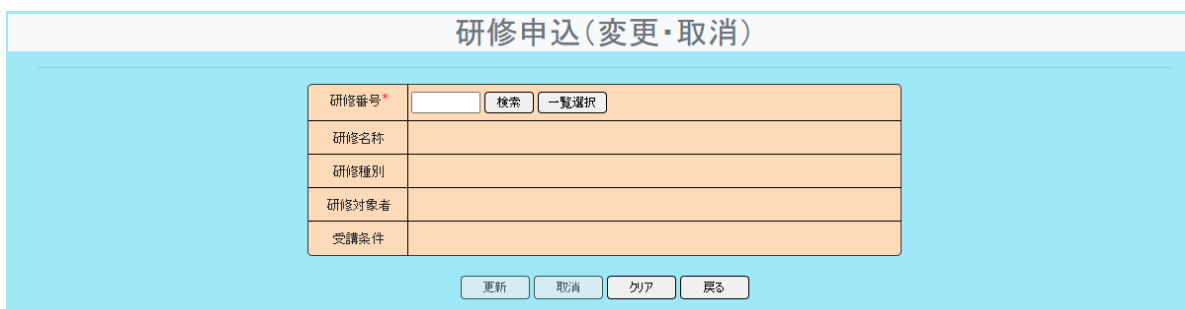 研修申込(変更・取消)
研修番号* 検索 一覧選択
研修名称
研修種別
研修対象者
受講条件
更新 取消 クリア 戻る